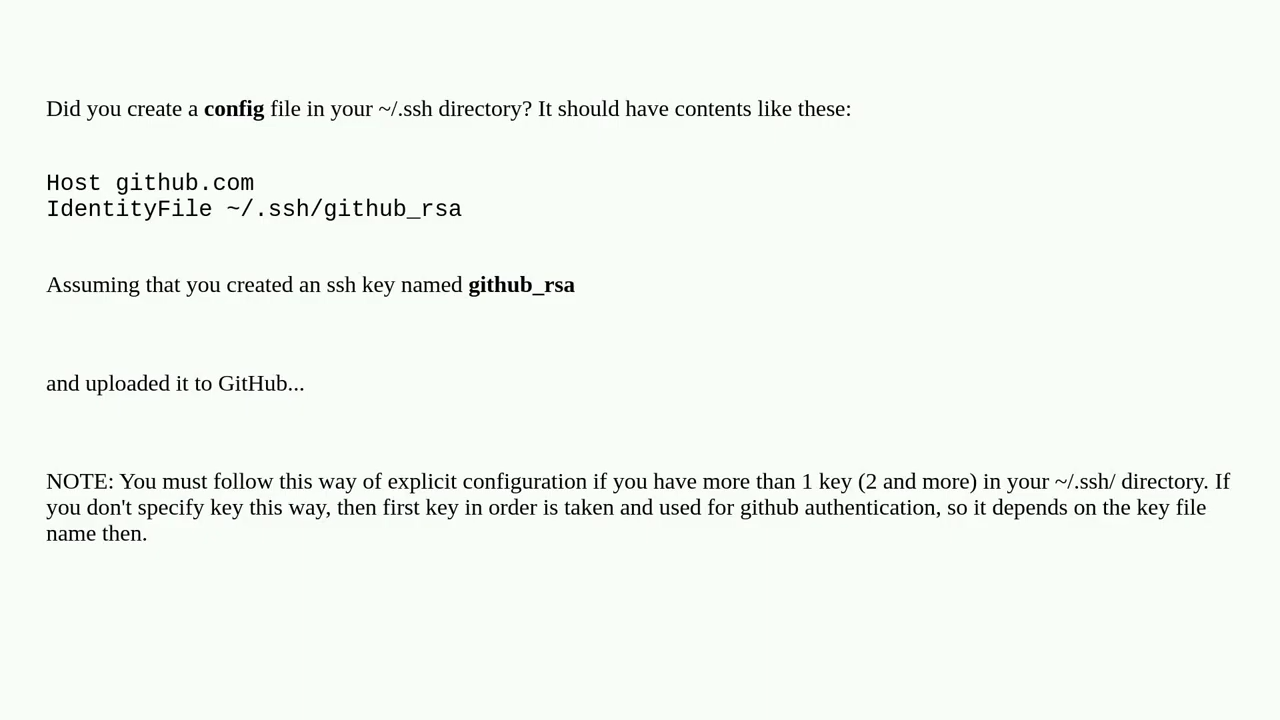 Did you create a config file in your ~/.ssh directory? It should have contents like these:
Host github.com
IdentityFile ~/.ssh/github_rsa
Assuming that you created an ssh key named github_rsa
and uploaded it to GitHub...
NOTE: You must follow this way of explicit configuration if you have more than 1 key (2 and more) in your ~/.ssh/ directory. If
you don't specify key this way, then first key in order is taken and used for github authentication, so it depends on the key file
name then.